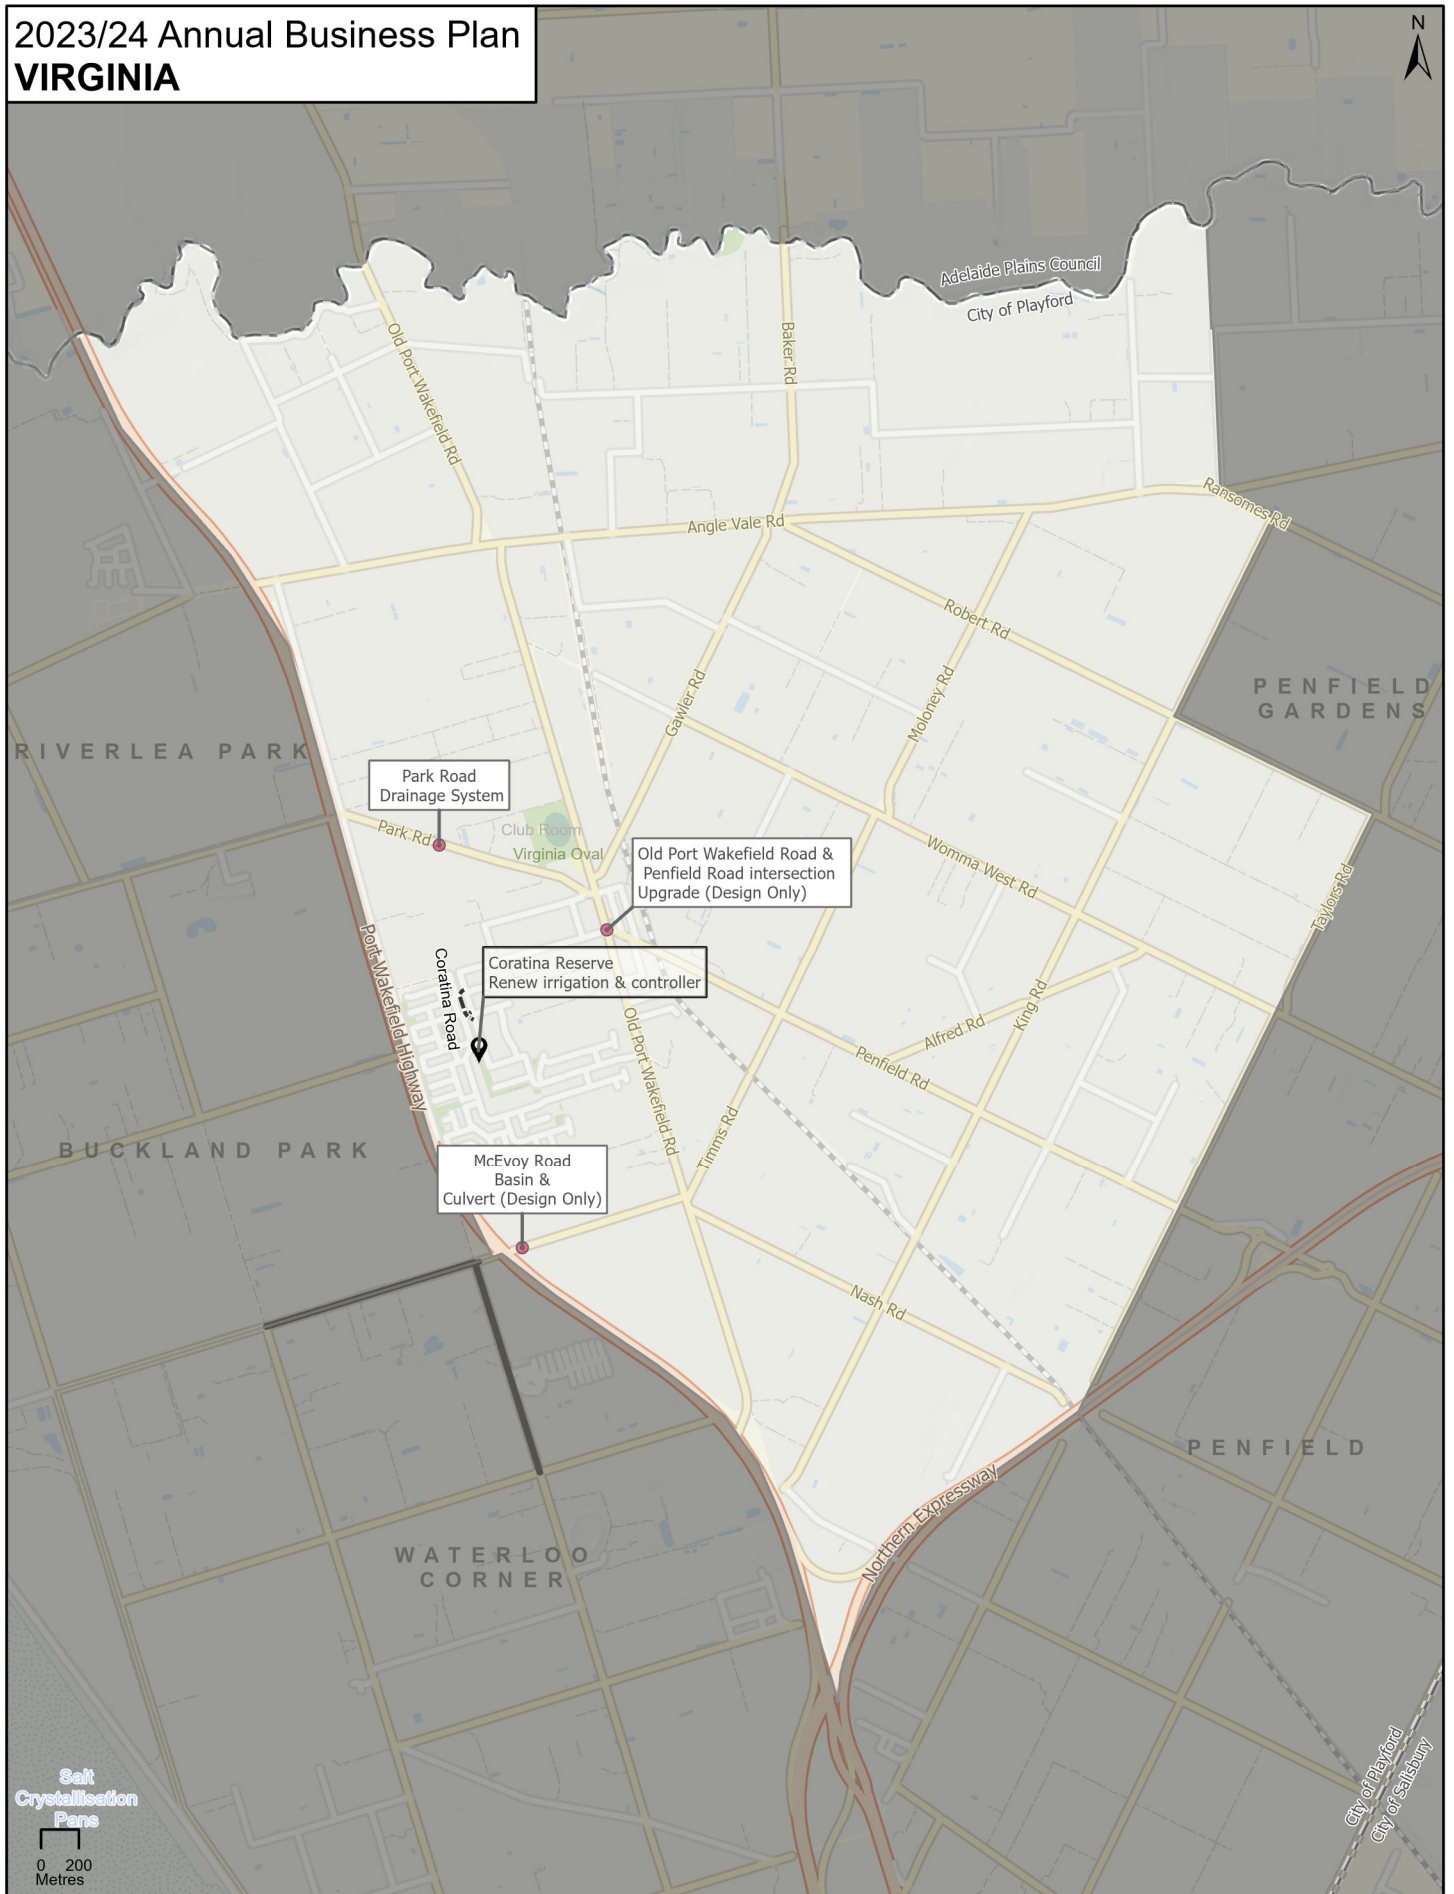 2023/24 Annual Business Plan
VIRGINIA
N
Adelaide Plains Council
City of Playford
Old Port Wakefield Rd
Baker Rd
Ransomes Rd
Angle Vale Rd
Robert Rd
Moloney Rd
Gawler Rd
PENFIELD
GARDENS
RIVERLEA PARK
Park Road
Drainage System
Park Rd
Club Room
Virginia Oval
Old Port Wakefield Road &
Penfield Road intersection
Upgrade (Design Only)
Womma West Rd
Taylors Rd
Port Wakefield Highway
Coratina Road
Coratina Reserve
Renew irrigation & controller
Old Port Wakefield Rd
King Rd
Alfred Rd
Penfield Rd
Timms Rd
BUCKLAND PARK
McEvoy Road
Basin &
Culvert (Design Only)
Nash Rd
PENFIELD
Northern Expressway
WATERLOO
CORNER
City of Playford
City of Salisbury
Salt
Crystallisation
Pans
0 200
Metres